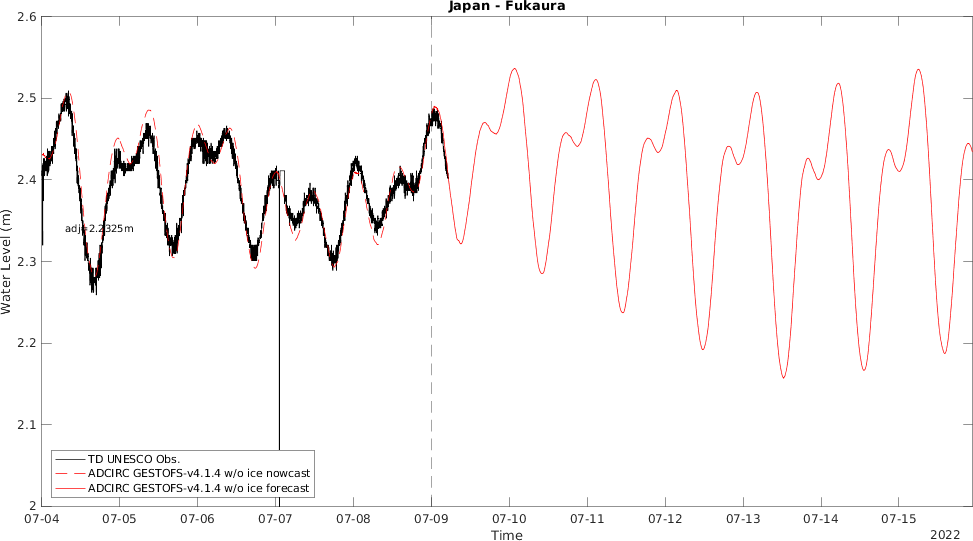 Japan - Fukaura
2.6
2.5
2.4
2.3
2.2
2.1
2
Water Level (m)
adj=2.2325m
TD UNESCO Obs.
ADCIRC GESTOFS-v4.1.4 w/o ice nowcast
ADCIRC GESTOFS-v4.1.4 w/o ice forecast
07-04 07-05 07-06 07-07 07-08 07-09 07-10 07-11 07-12 07-13 07-14 07-15
Time
2022